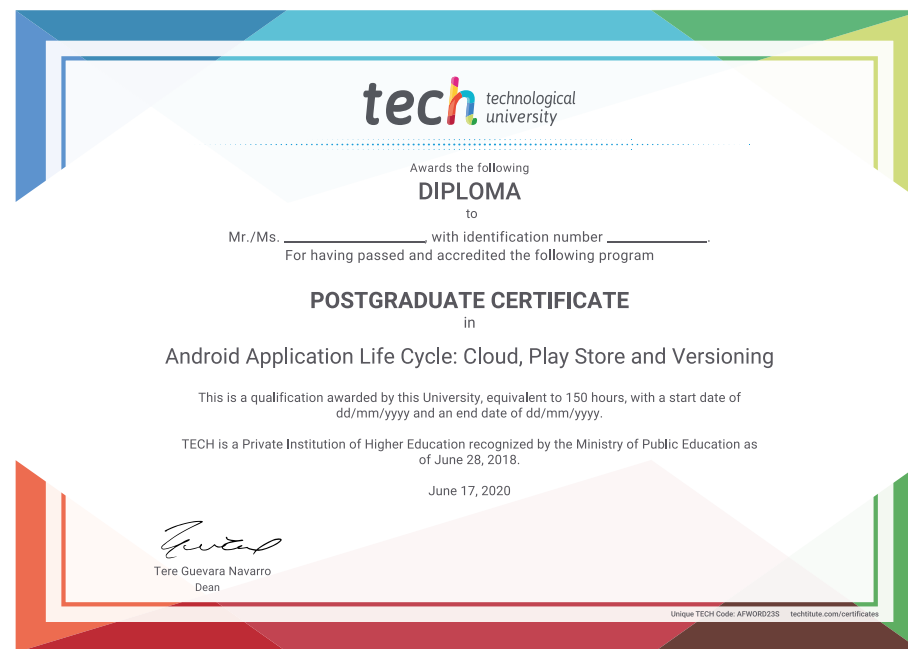 tech technological
university
Awards the following
DIPLOMA
to
Mr./Ms. ____________________, with identification number ______________.
For having passed and accredited the following program
POSTGRADUATE CERTIFICATE
in
Android Application Life Cycle: Cloud, Play Store and Versioning
This is a qualification awarded by this University, equivalent to 150 hours, with a start date of
dd/mm/yyyy and an end date of dd/mm/yyyy.
TECH is a Private Institution of Higher Education recognized by the Ministry of Public Education as
of June 28, 2018.
June 17, 2020
Tere Guevara Navarro
Dean
Unique TECH Code: AFWORD23S techtitute.com/certificates